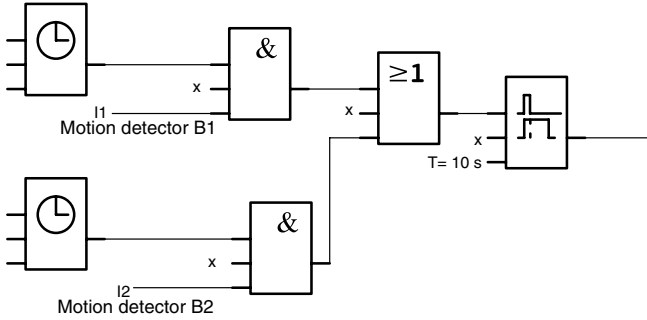 &
x
I1
Motion detector B1
≥1
x
x
T= 10 s
&
x
I2
Motion detector B2